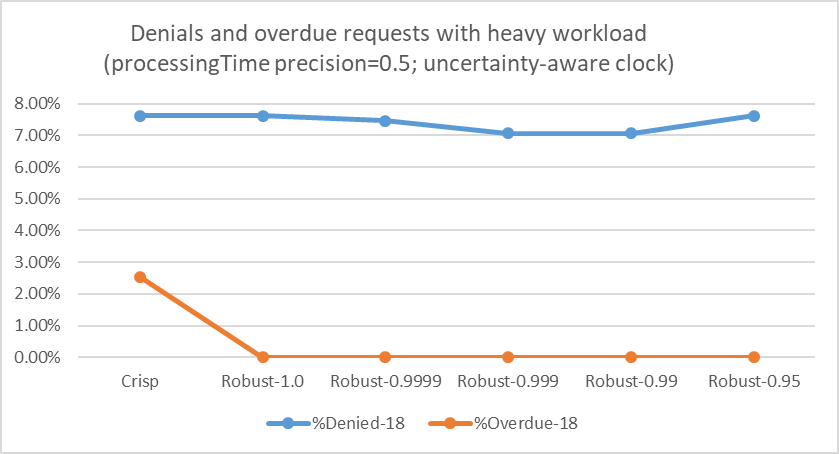 Denials and overdue requests with heavy workload
(processingTime precision=0.5; uncertainty-aware clock)
8.00%
7.00%
6.00%
5.00%
4.00%
3.00%
2.00%
1.00%
0.00%
Crisp Robust-1.0 Robust-0.9999 Robust-0.999 Robust-0.99 Robust-0.95
%Denied-18 %Overdue-18